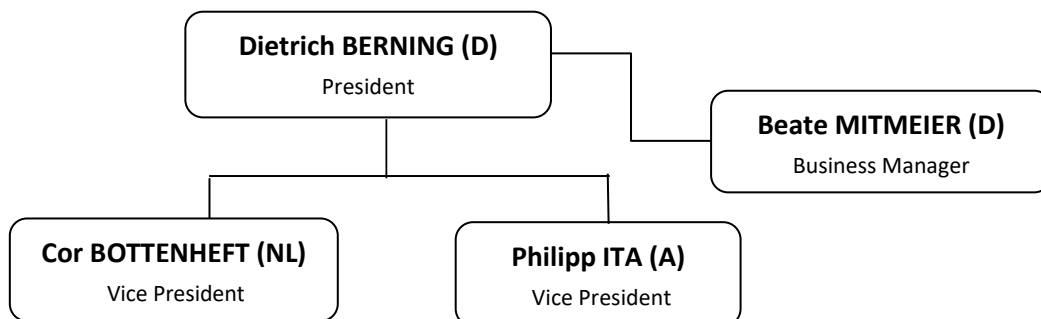 Dietrich BERNING (D)
President
Beate MITMEIER (D)
Business Manager
Cor BOTTENHEFT (NL)
Vice President
Philipp ITA (A)
Vice President